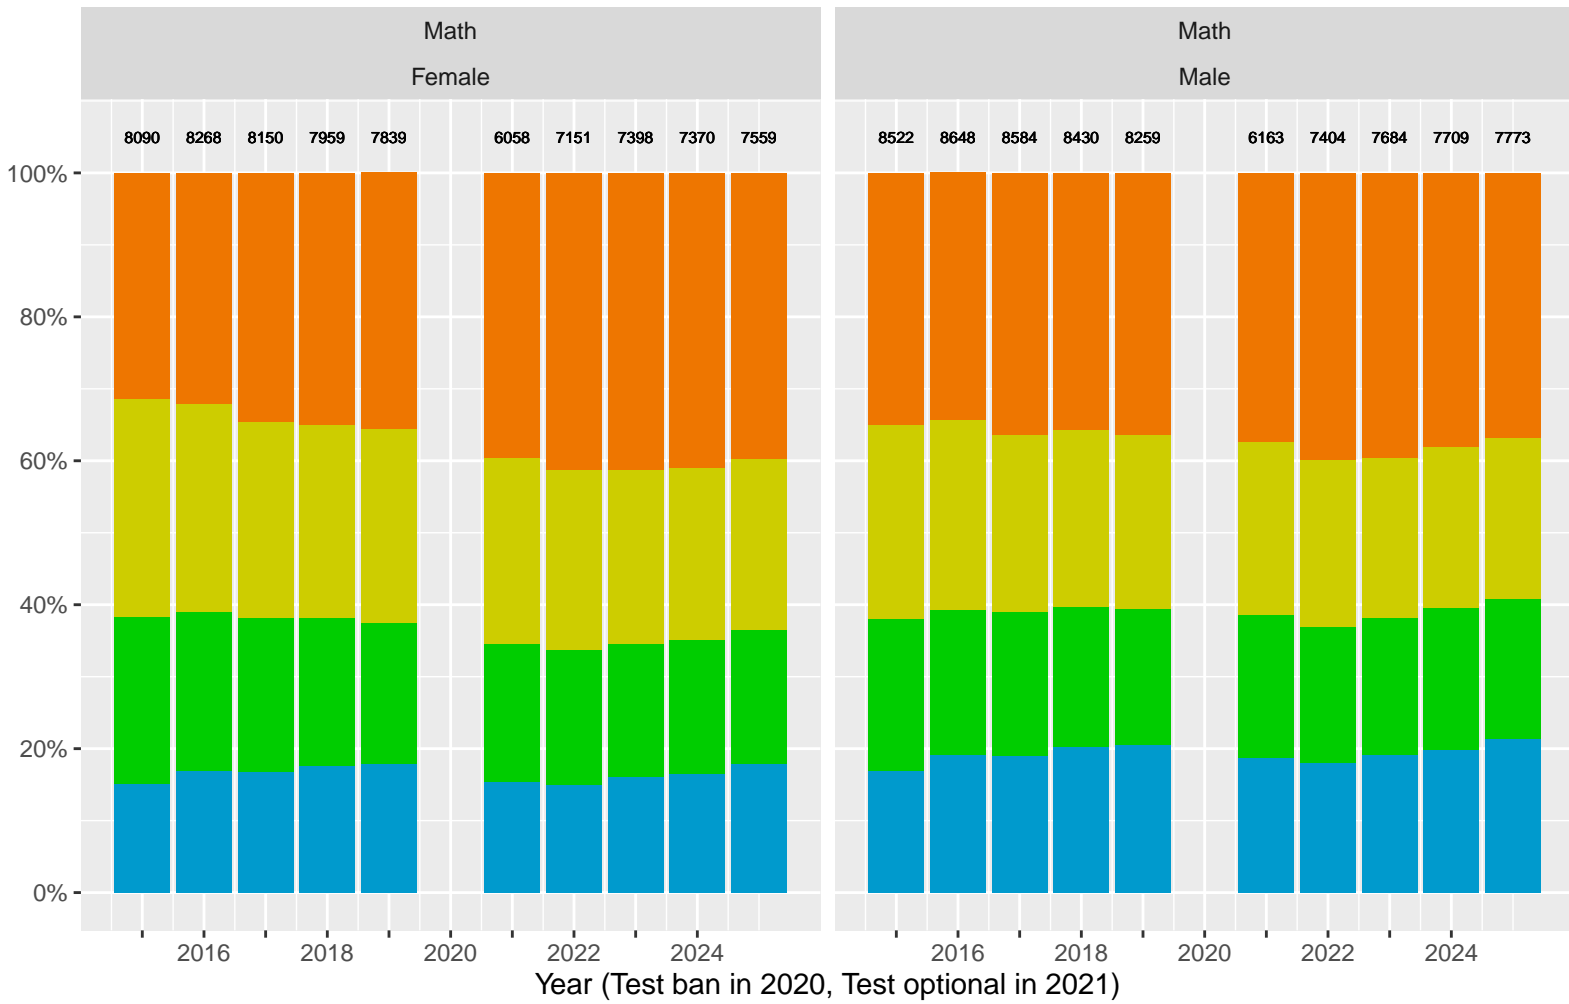 Math Math
Female Male
8090 8268 8150 7959 7839 6058 7151 7398 7370 7559 8522 8648 8584 8430 8259 6163 7404 7684 7709 7773
100%
80%
60%
40%
20%
0%
2016 2018 2020 2022 2024 2016 2018 2020 2022 2024
Year (Test ban in 2020, Test optional in 2021)